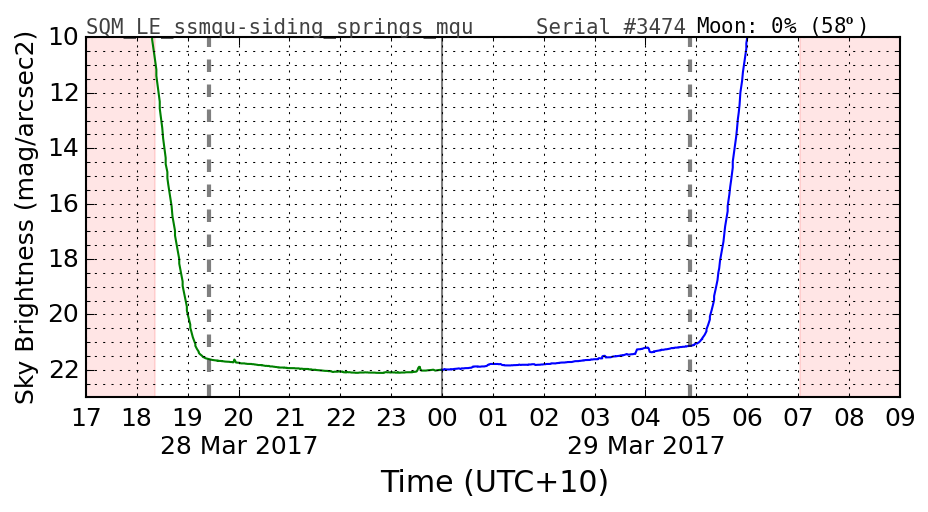 SQM_LE_ssmqu-siding_springs_mqu Serial #3474 Moon: 0% (58°)
10
12
14
16
18
20
22
Sky Brightness (mag/arcsec2)
17 18 19 20 21 22 23 00 01 02 03 04 05 06 07 08 09
28 Mar 2017 29 Mar 2017
Time (UTC+10)